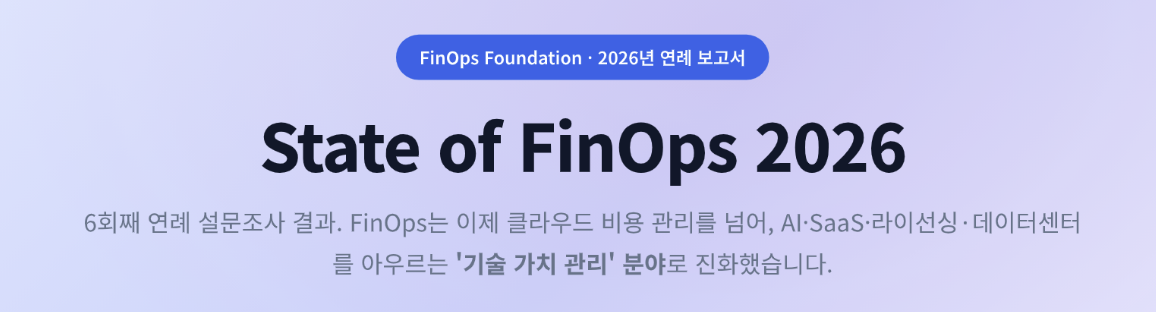 FinOps Foundation · 2026년 연례 보고서
State of FinOps 2026
6회째 연례 설문조사 결과. FinOps는 이제 클라우드 비용 관리를 넘어, AI·SaaS·라이선싱·데이터센터
를 아우르는 '기술 가치 관리' 분야로 진화했습니다.